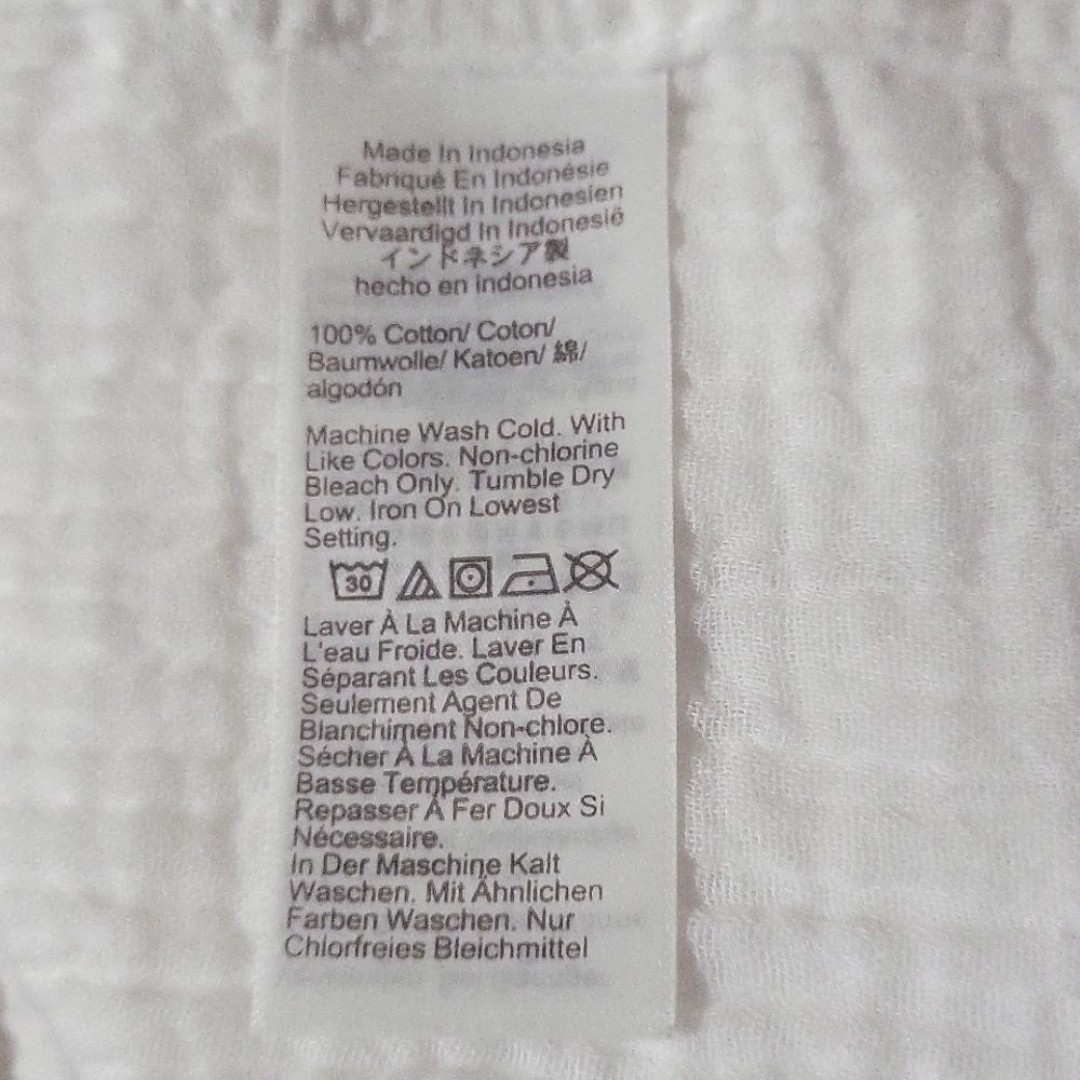 Made In Indonesia
Fabriqué En Indonésie
Hergestellt In Indonesien
Vervaardigd In Indonesië
インドネシア製
hecho en indonesia
100% Cotton/ Coton/
Baumwolle/ Katoen/ 綿/
algodón
Machine Wash Cold. With
Like Colors. Non-chlorine
Bleach Only. Tumble Dry
Low. Iron On Lowest
Setting.
30
Laver À La Machine À
L'eau Froide. Laver En
Séparant Les Couleurs.
Seulement Agent De
Blanchiment Non-chlore.
Sécher À La Machine À
Basse Température.
Repasser À Fer Doux Si
Nécessaire.
In Der Maschine Kalt
Waschen. Mit Ähnlichen
Farben Waschen. Nur
Chlorfreies Bleichmittel